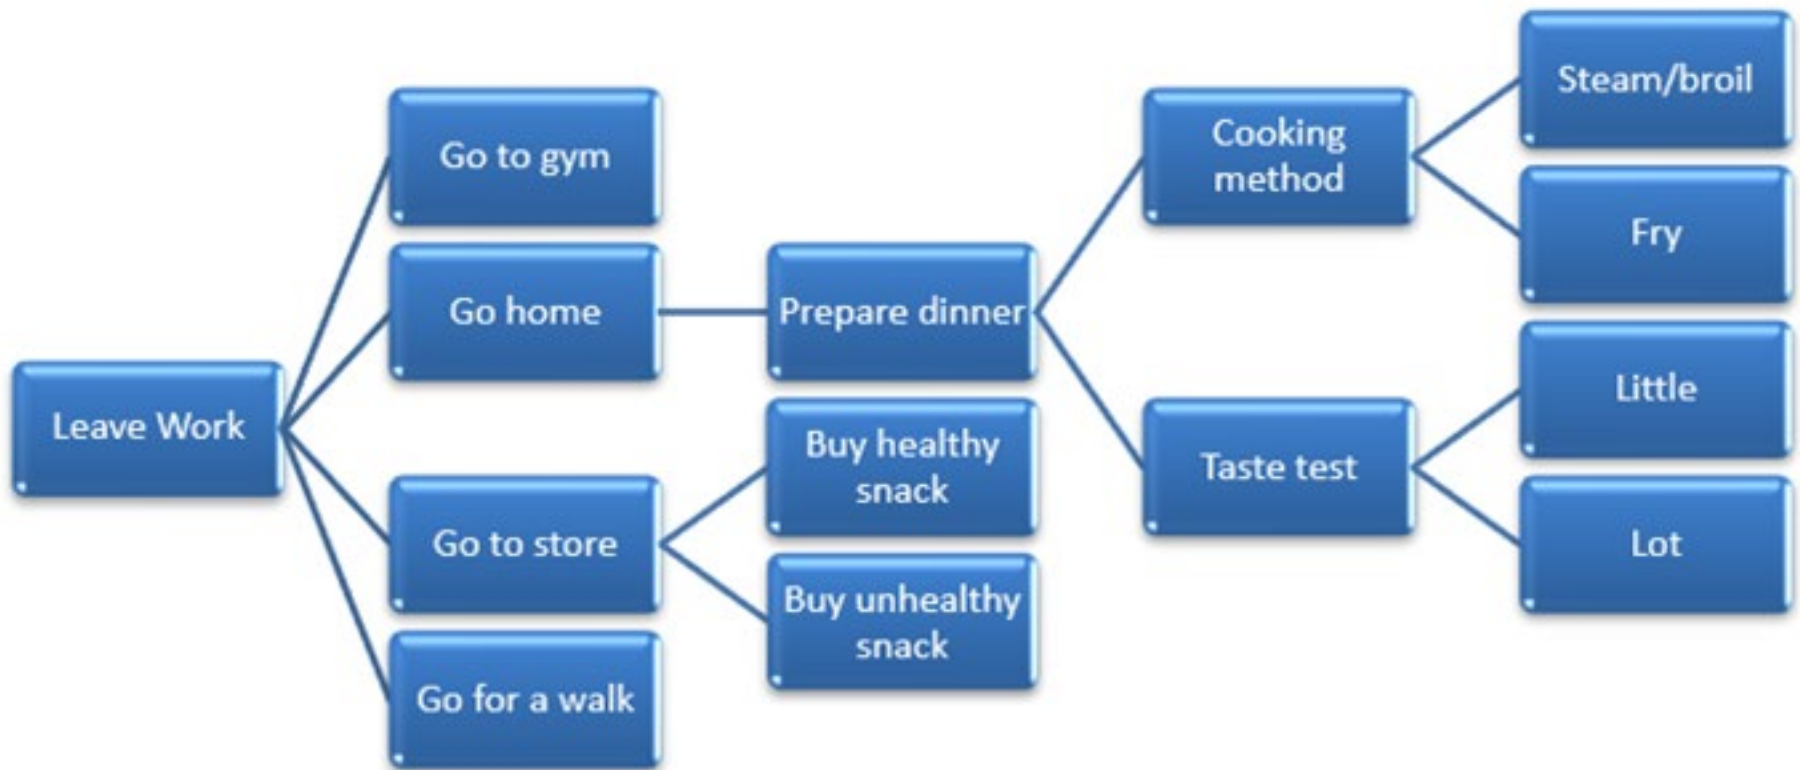 Leave Work
Go to gym
Go home
Go to store
Go for a walk
Prepare dinner
Buy healthy
snack
Buy unhealthy
snack
Cooking
method
Taste test
Steam/broil
Fry
Little
Lot